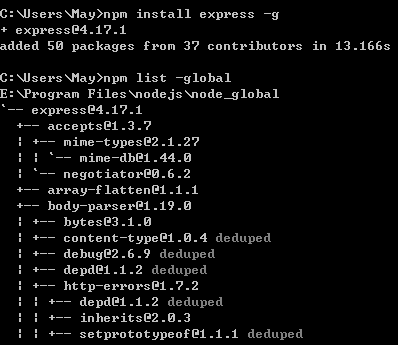 C:\Users\May>npm install express -g
+ express@4.17.1
added 50 packages from 37 contributors in 13.166s
C:\Users\May>npm list -global
E:\Program Files\nodejs\node_global
`-- express@4.17.1
  +-- accepts@1.3.7
  ¦ +-- mime-types@2.1.27
  ¦ ¦ `-- mime-db@1.44.0
  ¦ `-- negotiator@0.6.2
  +-- array-flatten@1.1.1
  +-- body-parser@1.19.0
  ¦ +-- bytes@3.1.0
  ¦ +-- content-type@1.0.4 deduped
  ¦ +-- debug@2.6.9 deduped
  ¦ +-- depd@1.1.2 deduped
  ¦ +-- http-errors@1.7.2
  ¦ ¦ +-- depd@1.1.2 deduped
  ¦ ¦ +-- inherits@2.0.3
  ¦ ¦ +-- setprototypeof@1.1.1 deduped